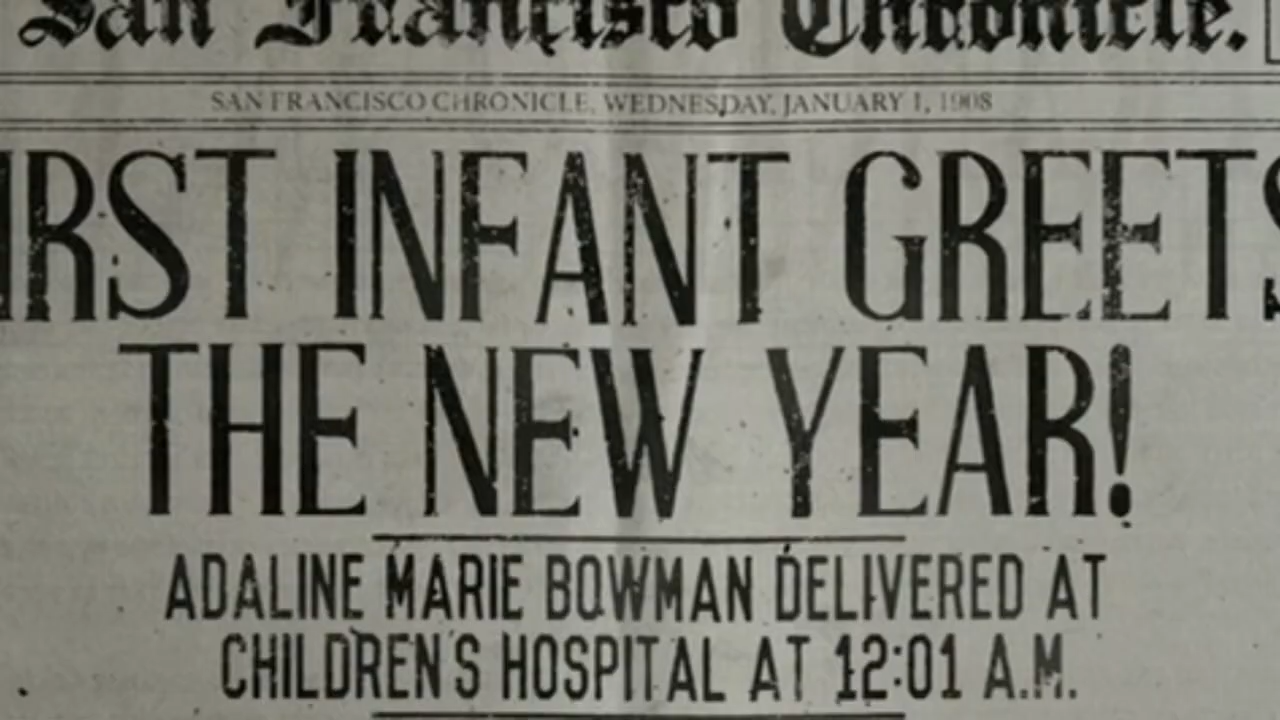 San Francisco Chronicle.
SAN FRANCISCO CHRONICLE, WEDNESDAY, JANUARY 1, 1908
IRST INFANT GREETS
THE NEW YEAR!
ADALINE MARIE BOWMAN DELIVERED AT
CHILDREN'S HOSPITAL AT 12:01 A.M.